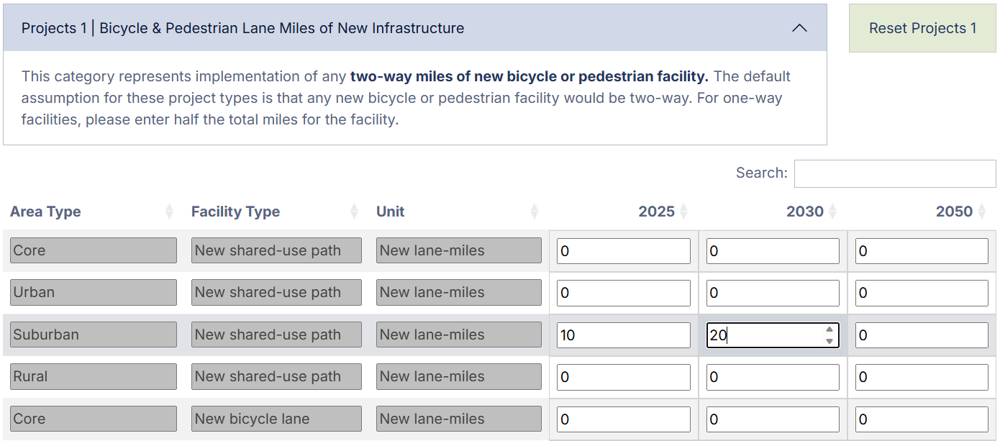 Projects 1 | Bicycle & Pedestrian Lane Miles of New Infrastructure
Reset Projects 1
This category represents implementation of any two-way miles of new bicycle or pedestrian facility. The default
assumption for these project types is that any new bicycle or pedestrian facility would be two-way. For one-way
facilities, please enter half the total miles for the facility.
Search:
Area Type Facility Type Unit 2025 2030 2050
Core New shared-use path New lane-miles 0 0 0
Urban New shared-use path New lane-miles 0 0 0
Suburban New shared-use path New lane-miles 10 20 0
Rural New shared-use path New lane-miles 0 0 0
Core New bicycle lane New lane-miles 0 0 0